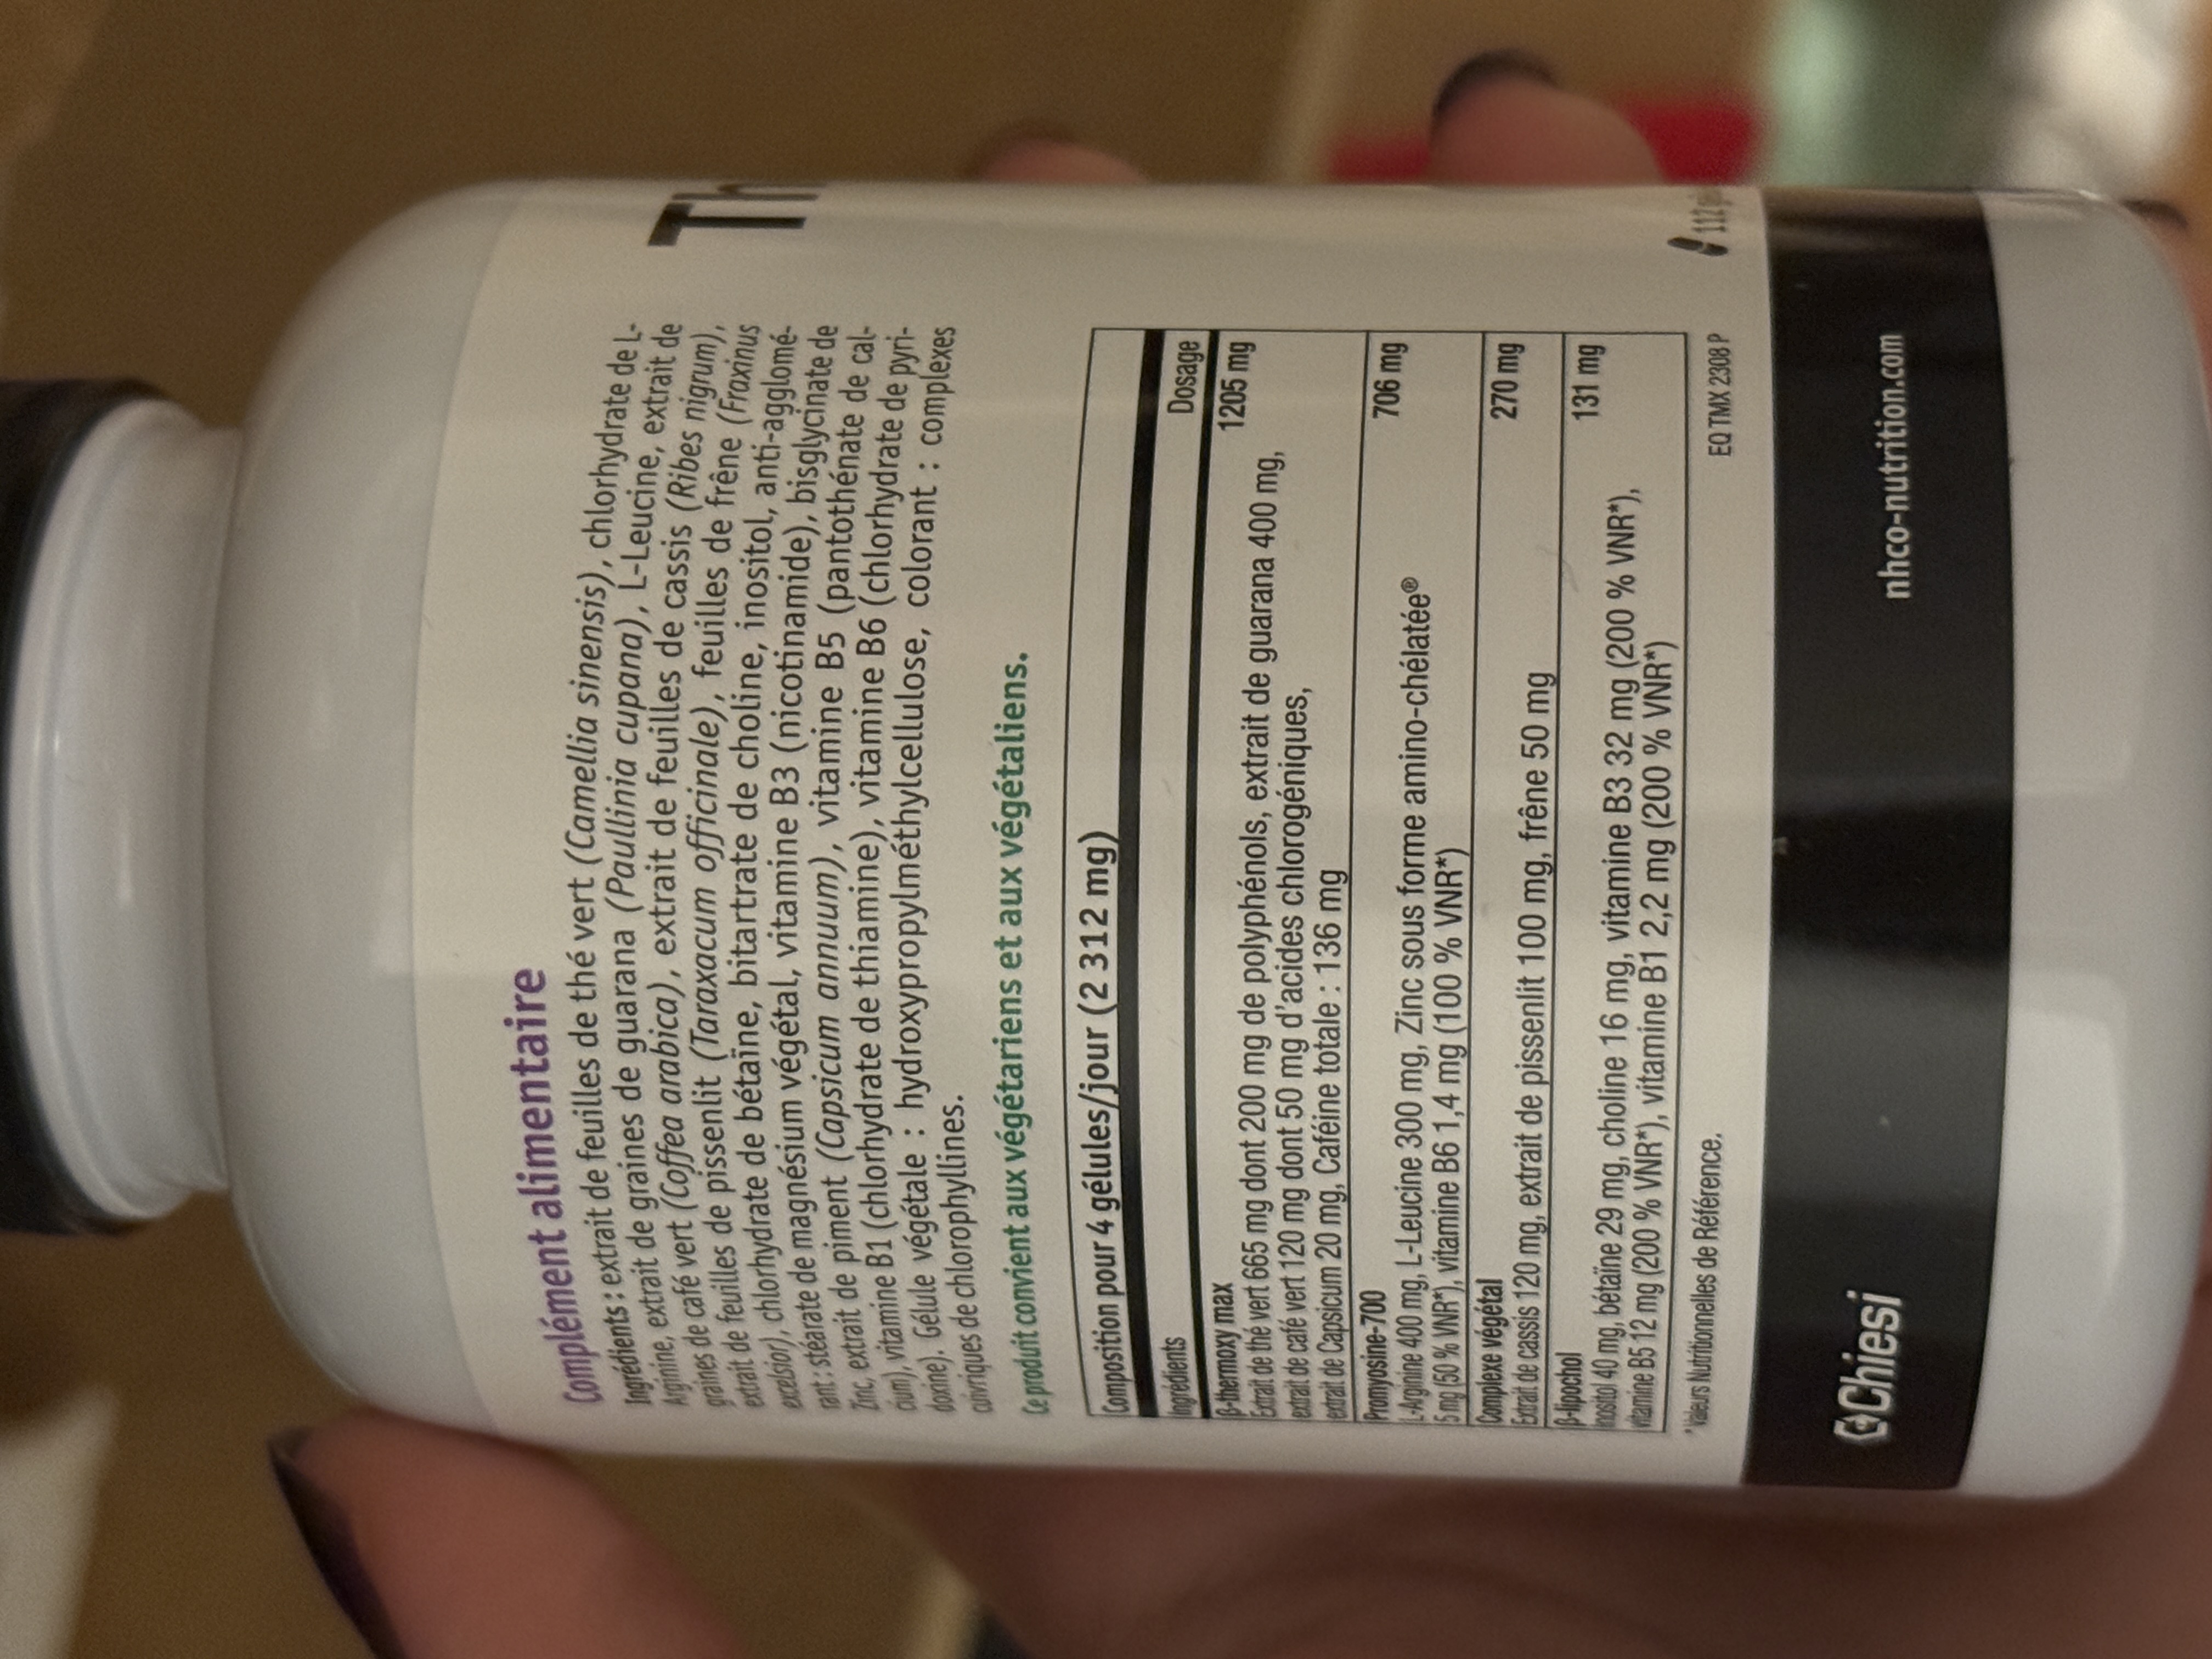 Complément alimentaire
Ingrédients : extrait de feuilles de thé vert (Camellia sinensis), chlorhydrate de L-
Arginine, extrait de graines de guarana (Paullinia cupana), L-Leucine, extrait de
graines de café vert (Coffea arabica), extrait de feuilles de cassis (Ribes nigrum),
extrait de feuilles de pissenlit (Taraxacum officinale), feuilles de frêne (Fraxinus
excelsior), chlorhydrate de bétaïne, bitartrate de choline, inositol, anti-agglomé-
rant : stéarate de magnésium végétal, vitamine B3 (nicotinamide), bisglycinate de
Zinc, extrait de piment (Capsicum annuum), vitamine B5 (pantothénate de cal-
cium), vitamine B1 (chlorhydrate de thiamine), vitamine B6 (chlorhydrate de pyri-
doxine). Gélule végétale : hydroxypropylméthylcellulose, colorant : complexes
cuivriques de chlorophyllines.
Ce produit convient aux végétariens et aux végétaliens.
Composition pour 4 gélules/jour (2 312 mg)
Ingrédients Dosage
β-thermoxy max 1205 mg
Extrait de thé vert 665 mg dont 200 mg de polyphénols, extrait de guarana 400 mg,
extrait de café vert 120 mg dont 50 mg d'acides chlorogéniques,
extrait de Capsicum 20 mg, Caféine totale : 136 mg
Promyosine-700 706 mg
L-Arginine 400 mg, L-Leucine 300 mg, Zinc sous forme amino-chélatée®
5 mg (50 % VNR*), vitamine B6 1,4 mg (100 % VNR*)
Complexe végétal 270 mg
Extrait de cassis 120 mg, extrait de pissenlit 100 mg, frêne 50 mg
β-lipochol 131 mg
Inositol 40 mg, bétaïne 29 mg, choline 16 mg, vitamine B3 32 mg (200 % VNR*),
vitamine B5 12 mg (200 % VNR*), vitamine B1 2,2 mg (200 % VNR*)
*Valeurs Nutritionnelles de Référence.
EQ TMX 2308 P
Th
112
Chiesi
nhco-nutrition.com